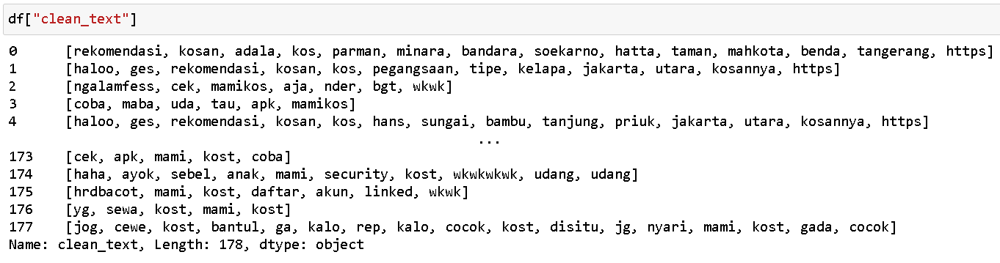 df["clean_text"]
0 [rekomendasi, kosan, adala, kos, parman, minara, bandara, soekarno, hatta, taman, mahkota, benda, tangerang, https]
1 [haloo, ges, rekomendasi, kosan, kos, pegangsaan, tipe, kelapa, jakarta, utara, kosannya, https]
2 [ngalamfess, cek, mamikos, aja, nder, bgt, wkwk]
3 [coba, maba, uda, tau, apk, mamikos]
4 [haloo, ges, rekomendasi, kosan, kos, hans, sungai, bambu, tanjung, priuk, jakarta, utara, kosannya, https]
...
173 [cek, apk, mami, kost, coba]
174 [haha, ayok, sebel, anak, mami, security, kost, wkwkwkwk, udang, udang]
175 [hrdbacot, mami, kost, daftar, akun, linked, wkwk]
176 [yg, sewa, kost, mami, kost]
177 [jog, cewe, kost, bantul, ga, kalo, rep, kalo, cocok, kost, disitu, jg, nyari, mami, kost, gada, cocok]
Name: clean_text, Length: 178, dtype: object